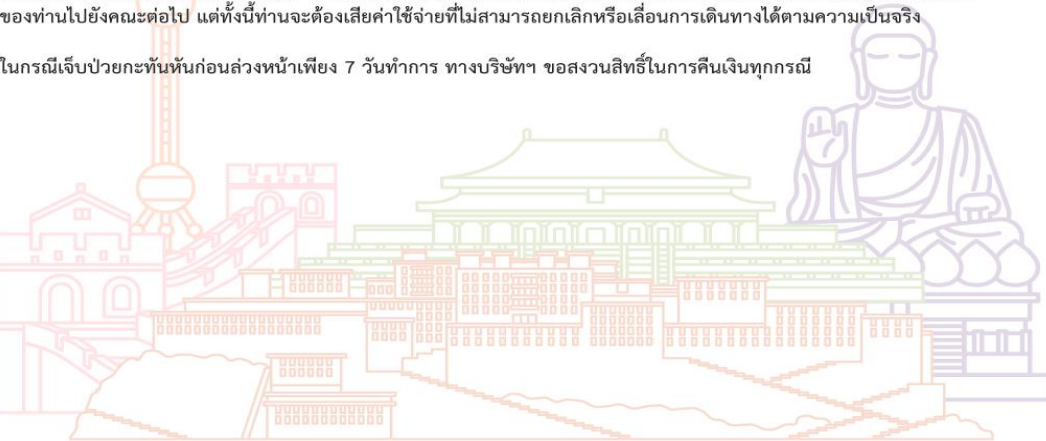 ของท่านไปยังคณะต่อไป แต่ทั้งนี้ท่านจะต้องเสียค่าใช้จ่ายที่ไม่สามารถยกเลิกหรือเลื่อนการเดินทางได้ตามความเป็นจริง
ในกรณีเจ็บป่วยกะทันหันก่อนล่วงหน้าเพียง 7 วันทำการ ทางบริษัทฯ ขอสงวนสิทธิ์ในการคืนเงินทุกกรณี